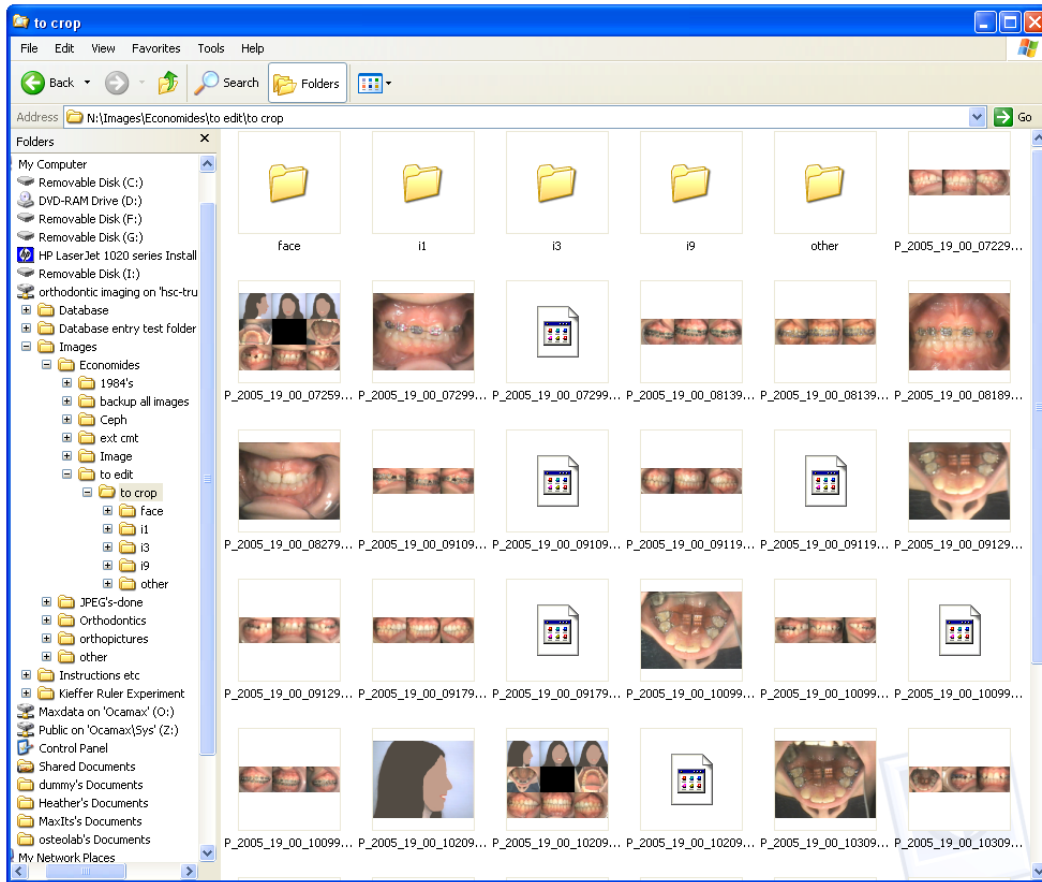 to crop
File Edit View Favorites Tools Help
Back Search Folders
Address N:\Images\Economides\to edit\to crop Go
Folders
My Computer
Removable Disk (C:)
DVD-RAM Drive (D:)
Removable Disk (F:)
Removable Disk (G:)
HP LaserJet 1020 series Install
Removable Disk (I:)
orthodontic imaging on 'hsc-tru
Database
Database entry test folder
Images
Economides
1984's
backup all images
Ceph
ext cmt
Image
to edit
to crop
face
i1
i3
i9
other
JPEG's-done
Orthodontics
orthopictures
other
Instructions etc
Kieffer Ruler Experiment
Maxdata on 'Ocamax' (O:)
Public on 'Ocamax\Sys' (Z:)
Control Panel
Shared Documents
dummy's Documents
Heather's Documents
MaxIts's Documents
osteolab's Documents
My Network Places
face i1 i3 i9 other P_2005_19_00_07229...
P_2005_19_00_07259... P_2005_19_00_07299... P_2005_19_00_07299... P_2005_19_00_08139... P_2005_19_00_08139... P_2005_19_00_08189...
P_2005_19_00_08279... P_2005_19_00_09109... P_2005_19_00_09109... P_2005_19_00_09119... P_2005_19_00_09119... P_2005_19_00_09129...
P_2005_19_00_09129... P_2005_19_00_09179... P_2005_19_00_09179... P_2005_19_00_10099... P_2005_19_00_10099... P_2005_19_00_10099...
P_2005_19_00_10099... P_2005_19_00_10209... P_2005_19_00_10209... P_2005_19_00_10209... P_2005_19_00_10309... P_2005_19_00_10309...